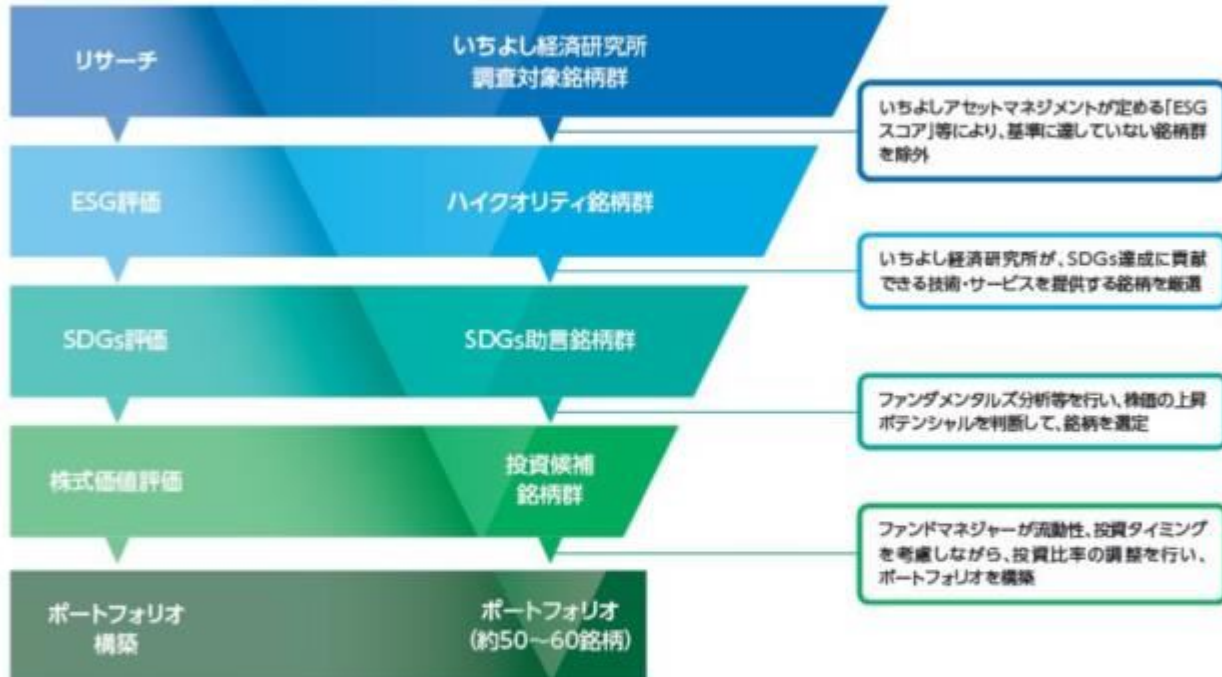 リサーチ
いちよし経済研究所
調査対象銘柄群
いちよしアセットマネジメントが定める「ESG
スコア」等により、基準に達していない銘柄群
を除外
ESG評価
ハイクオリティ銘柄群
いちよし経済研究所が、SDGs達成に貢献
できる技術・サービスを提供する銘柄を厳選
SDGs評価
SDGs助言銘柄群
ファンダメンタルズ分析等を行い、株価の上昇
ポテンシャルを判断して、銘柄を選定
株式価値評価
投資候補
銘柄群
ファンドマネジャーが流動性、投資タイミング
を考慮しながら、投資比率の調整を行い、
ポートフォリオを構築
ポートフォリオ
構築
ポートフォリオ
(約50～60銘柄)